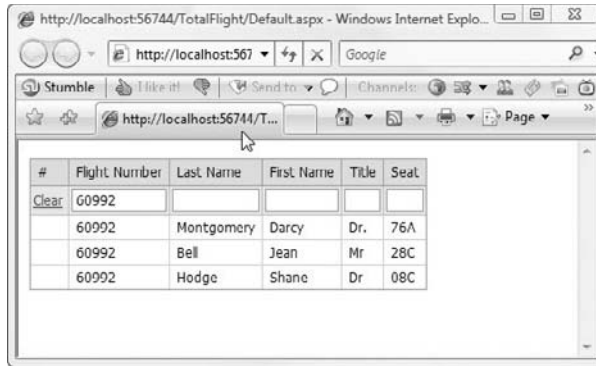 http://localhost:56744/TotalFlight/Default.aspx - Windows Internet Explo...
http://localhost:567 Google
Stumble I like it! Send to Channels:
http://localhost:56744/T... Page
# Flight Number Last Name First Name Title Seat
Clear 60992
60992 Montgomery Darcy Dr. 76A
60992 Bell Jean Mr 28C
60992 Hodge Shane Dr 08C